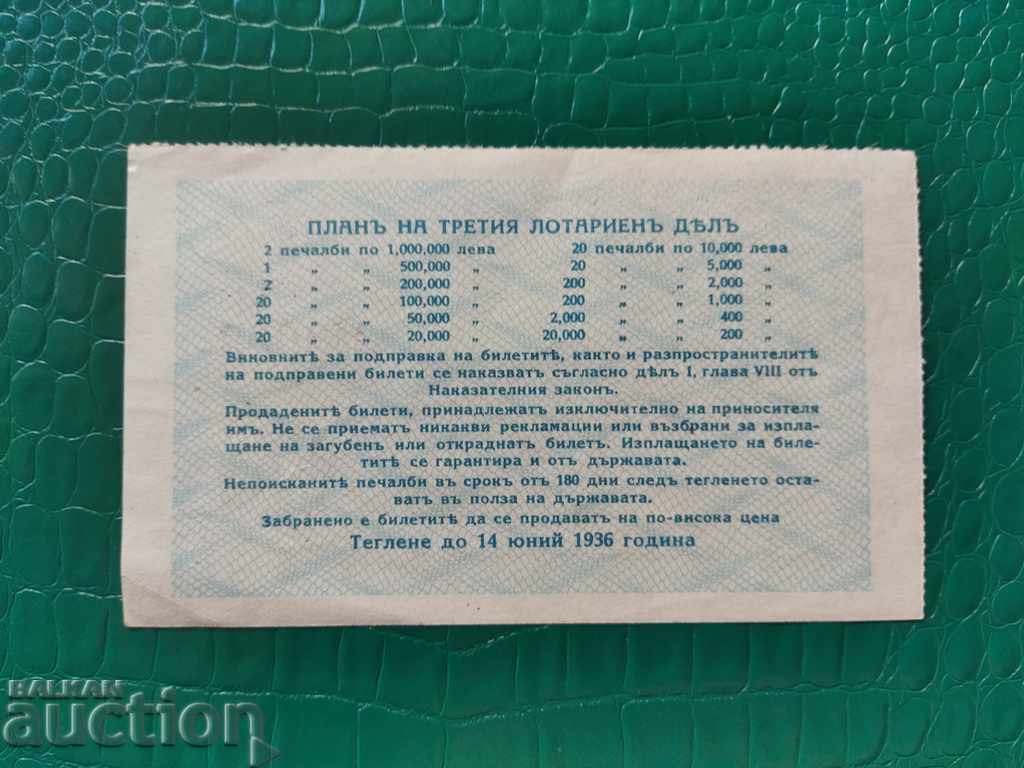 ПЛАНЪ НА ТРЕТИЯ ЛОТАРИЕНЪ ДѢЛЪ
2 печалби по 1,000,000 лева 20 печалби по 10,000 лева
1 „ „ 500,000 „ 20 „ „ 5,000 „
2 „ „ 200,000 „ 200 „ „ 2,000 „
20 „ „ 100,000 „ 200 „ „ 1,000 „
20 „ „ 50,000 „ 2,000 „ „ 400 „
20 „ „ 20,000 „ 20,000 „ „ 200 „
Виновнитѣ за подправка на билетитѣ, както и разпространителитѣ
на подправени билети се наказватъ съгласно дѣлъ I, глава VIII отъ
Наказателния законъ.
Продаденитѣ билети, принадлежатъ изключително на приносителя
имъ. Не се приематъ никакви рекламации или възбрани за изпла-
щане на загубенъ или откраднатъ билетъ. Изплащането на биле-
титѣ се гарантира и отъ държавата.
Непоисканитѣ печалби въ срокъ отъ 180 дни следъ тегленето оста-
ватъ въ полза на държавата.
Забранено е билетитѣ да се продаватъ на по-висока цена
Теглене до 14 юний 1936 година
BALKAN
auction